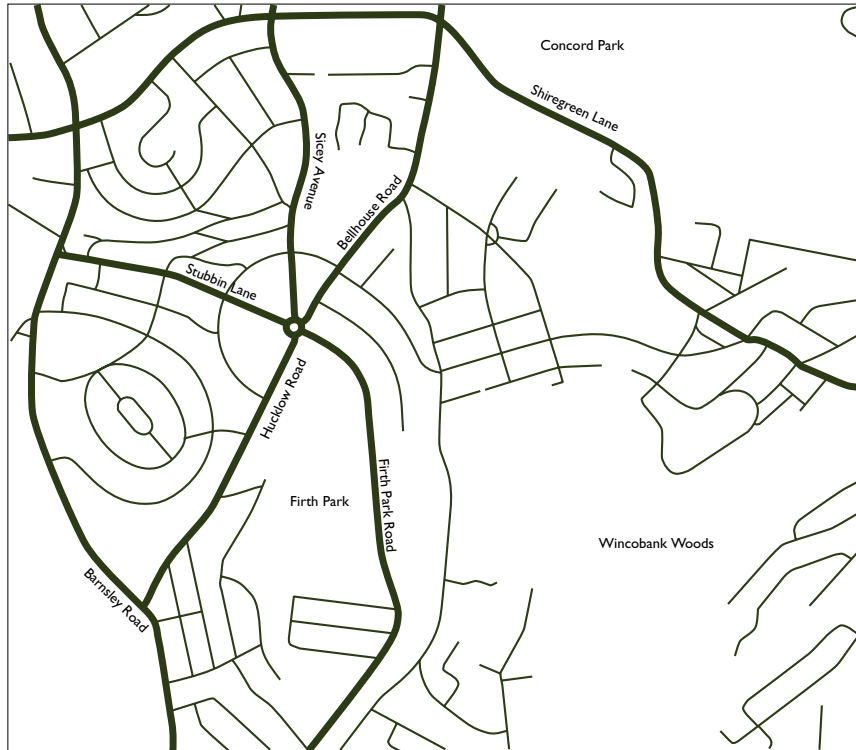 Concord Park
Shiregreen Lane
Sicey Avenue
Bellhouse Road
Stubbin Lane
Hucklow Road
Firth Park
Firth Park Road
Wincobank Woods
Barnsley Road